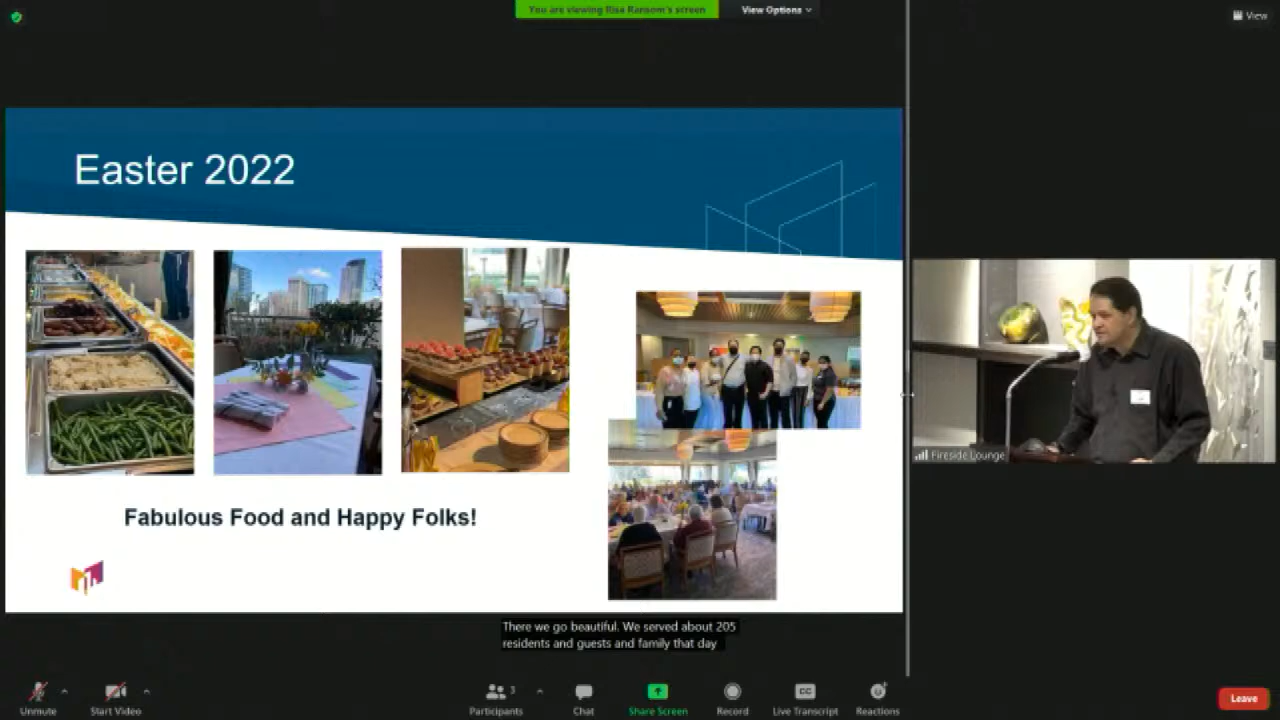 You are viewing Risa Ransom's screen
View Options
View
Easter 2022
Fabulous Food and Happy Folks!
Fireside Lounge
There we go beautiful. We served about 205
residents and guests and family that day
Unmute
Start Video
3
Participants
Chat
Share Screen
Record
CC
Live Transcript
Reactions
Leave